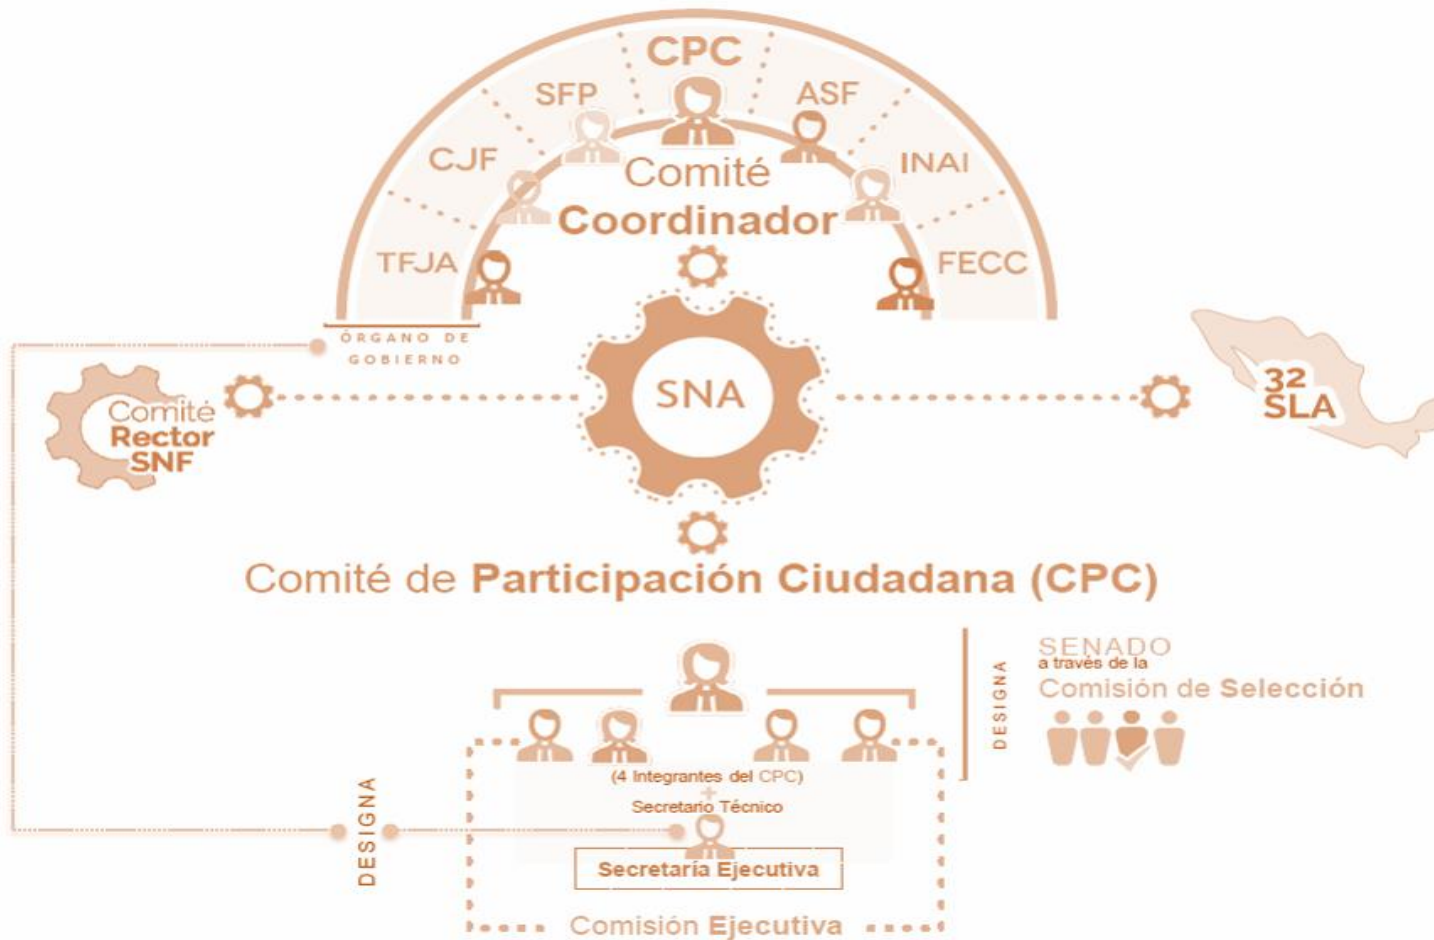 CPC
SFP
ASF
CJF
INAI
Comité
Coordinador
TFJA
FECC
ÓRGANO DE
GOBIERNO
Comité
Rector
SNF
SNA
32
SLA
Comité de Participación Ciudadana (CPC)
DESIGNA
SENADO
a través de la
Comisión de Selección
(4 Integrantes del CPC)
+
Secretario Técnico
DESIGNA
Secretaría Ejecutiva
Comisión Ejecutiva